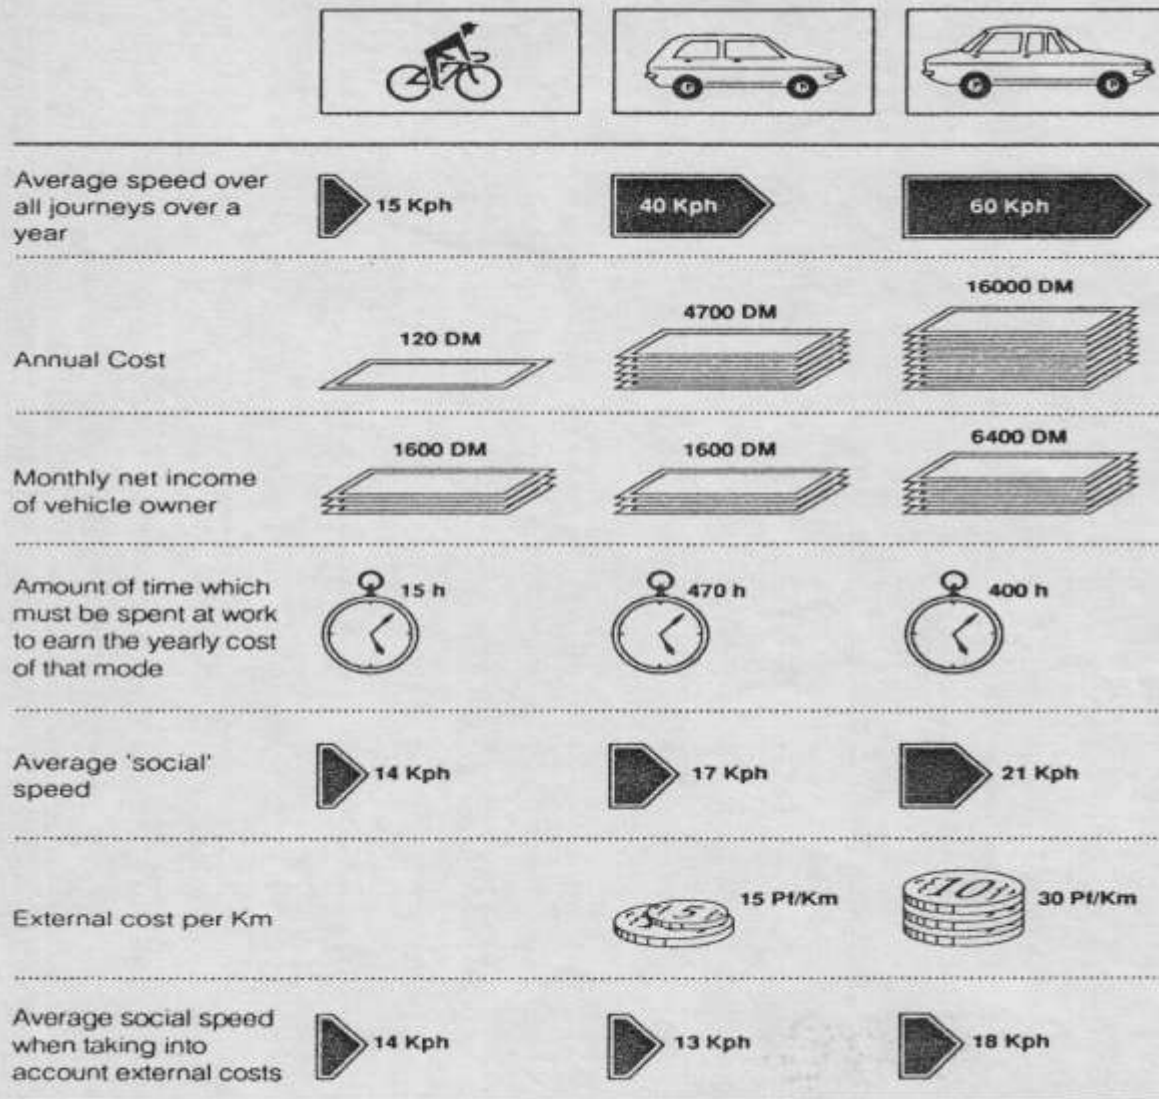 Average speed over
all journeys over a
year
15 Kph
40 Kph
60 Kph
Annual Cost
120 DM
4700 DM
16000 DM
Monthly net income
of vehicle owner
1600 DM
1600 DM
6400 DM
Amount of time which
must be spent at work
to earn the yearly cost
of that mode
15 h
470 h
400 h
Average 'social'
speed
14 Kph
17 Kph
21 Kph
External cost per Km
5
15 Pf/Km
10
30 Pf/Km
Average social speed
when taking into
account external costs
14 Kph
13 Kph
18 Kph